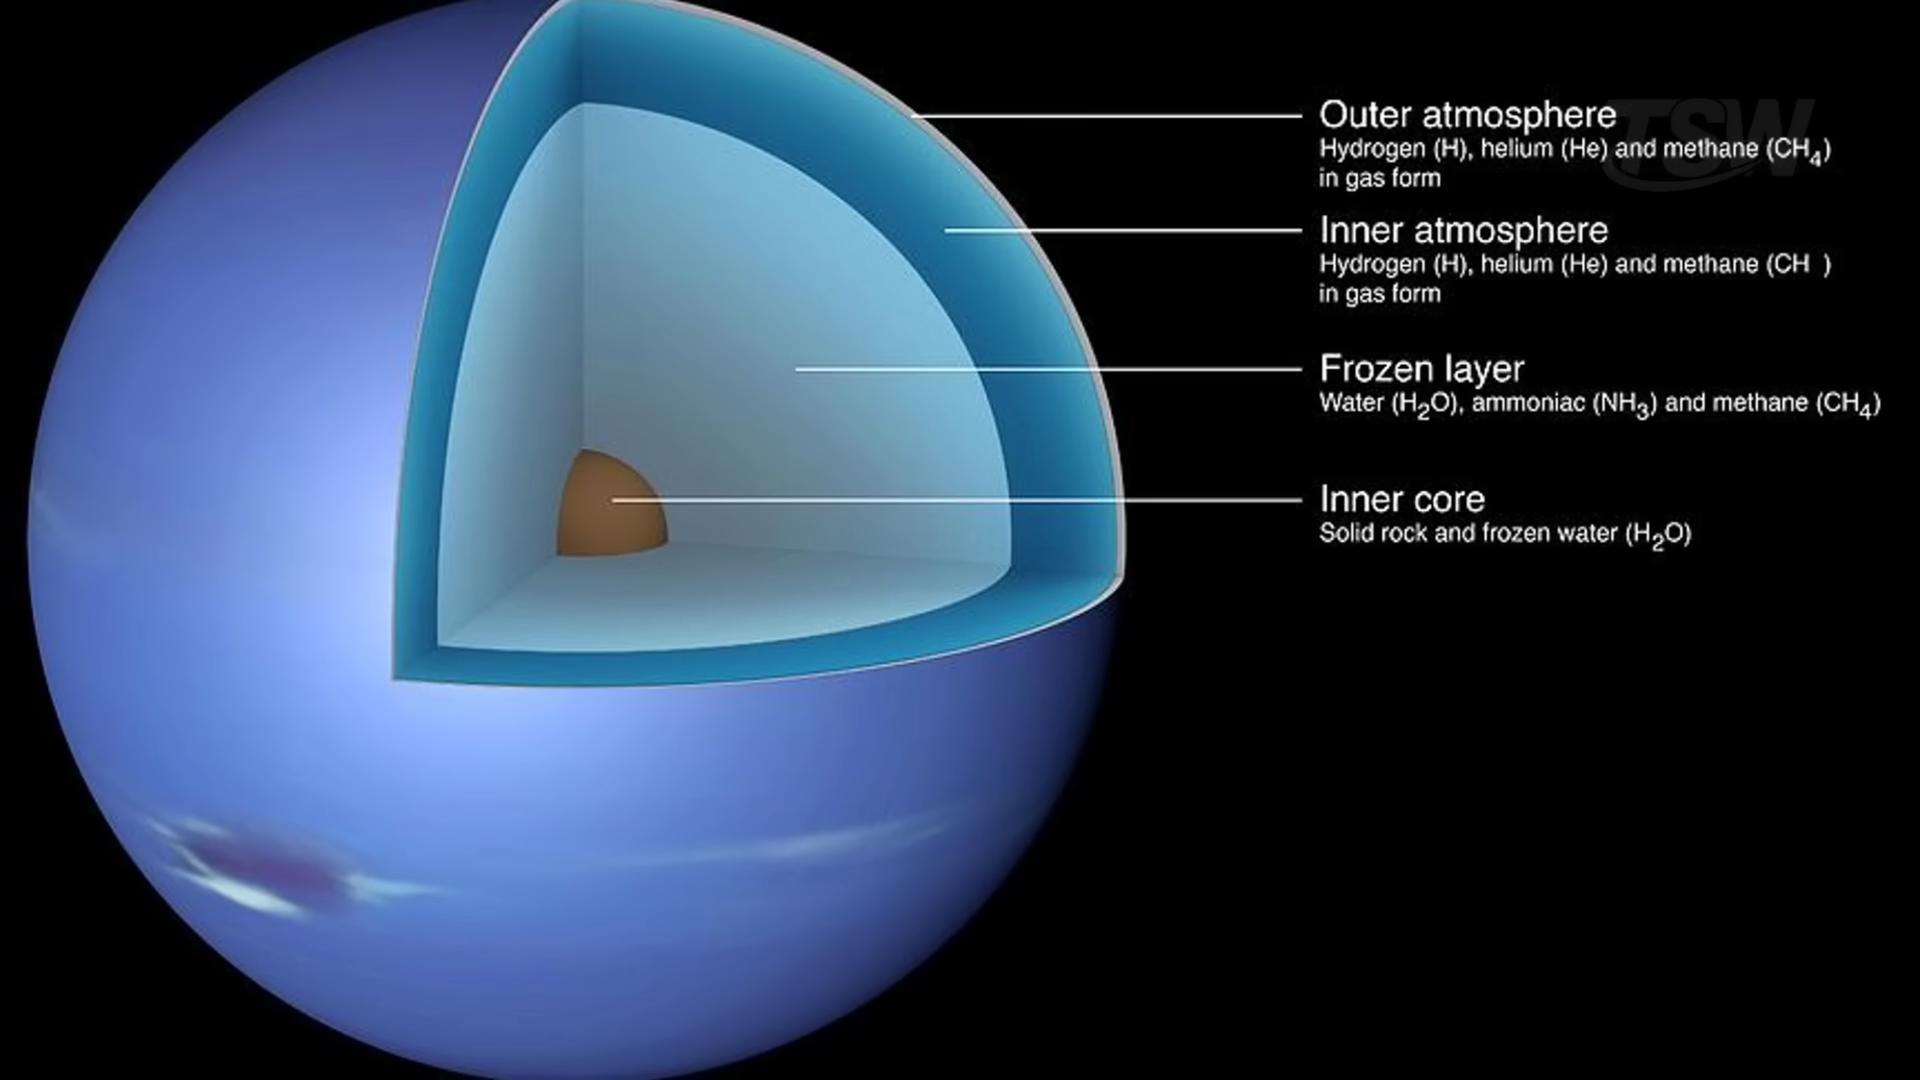 Outer atmosphere
Hydrogen (H), helium (He) and methane (CH₄)
in gas form
Inner atmosphere
Hydrogen (H), helium (He) and methane (CH )
in gas form
Frozen layer
Water (H₂O), ammoniac (NH₃) and methane (CH₄)
Inner core
Solid rock and frozen water (H₂O)
TSW